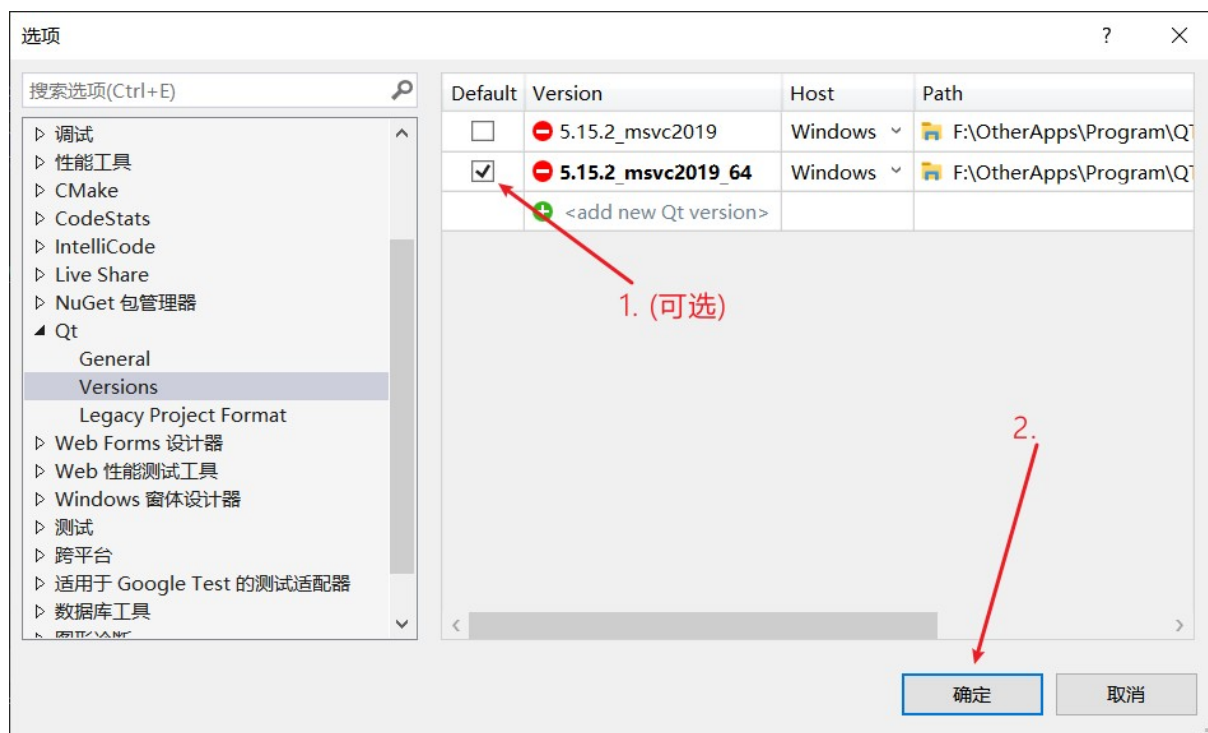 选项
搜索选项(Ctrl+E)
调试
性能工具
CMake
CodeStats
IntelliCode
Live Share
NuGet 包管理器
Qt
General
Versions
Legacy Project Format
Web Forms 设计器
Web 性能测试工具
Windows 窗体设计器
测试
跨平台
适用于 Google Test 的测试适配器
数据库工具
图形诊断
Default Version Host Path
5.15.2_msvc2019 Windows F:\OtherApps\Program\QT
5.15.2_msvc2019_64 Windows F:\OtherApps\Program\QT
<add new Qt version>
1. (可选)
2.
确定 取消